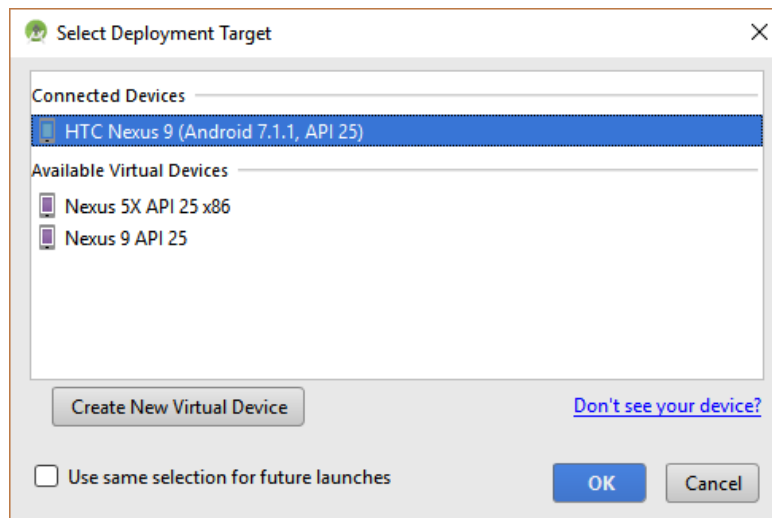 Select Deployment Target
Connected Devices
HTC Nexus 9 (Android 7.1.1, API 25)
Available Virtual Devices
Nexus 5X API 25 x86
Nexus 9 API 25
Create New Virtual Device
Don't see your device?
Use same selection for future launches
OK
Cancel